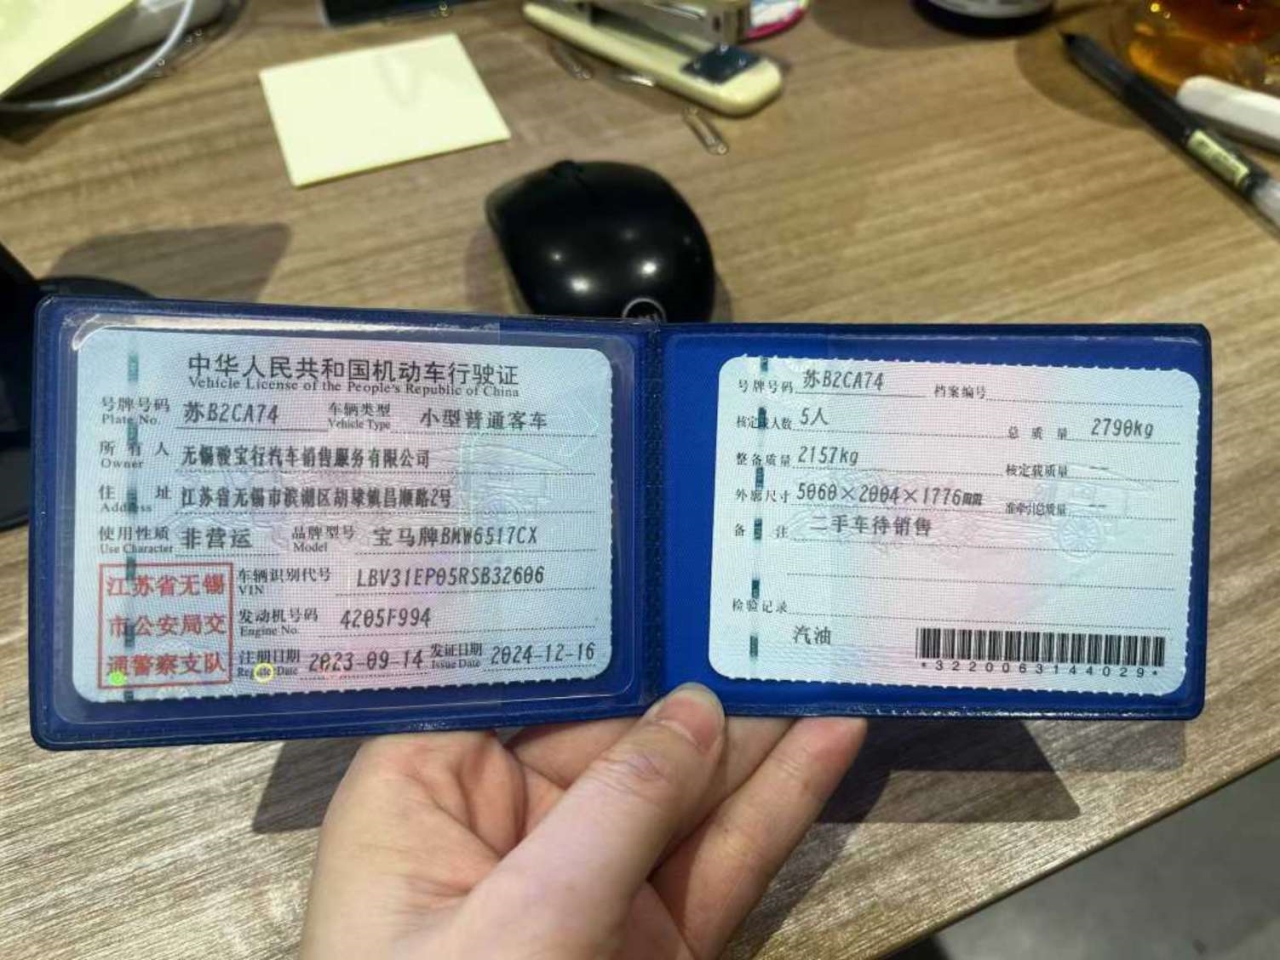 中华人民共和国机动车行驶证
Vehicle License of the People's Republic of China
号牌号码 苏B2CA74 车辆类型 小型普通客车
Plate No. Vehicle Type
所有人 无锡骏宝行汽车销售服务有限公司
Owner
住址 江苏省无锡市滨湖区胡埭镇昌顺路2号
Address
使用性质 非营运 品牌型号 宝马牌BMW6517CX
Use Character Model
江苏省无锡
市公安局交
通警察支队
车辆识别代号 LBV31EP05RSB32606
VIN
发动机号码 4205F994
Engine No.
注册日期 2023-09-14 发证日期 2024-12-16
Register Date Issue Date
号牌号码 苏B2CA74 档案编号
核定载人数 5人 总质量 2790kg
整备质量 2157kg 核定载质量 --
外廓尺寸 5060×2004×1776mm 准牵引总质量 --
备注 二手车待销售
检验记录
汽油
*3220063144029*